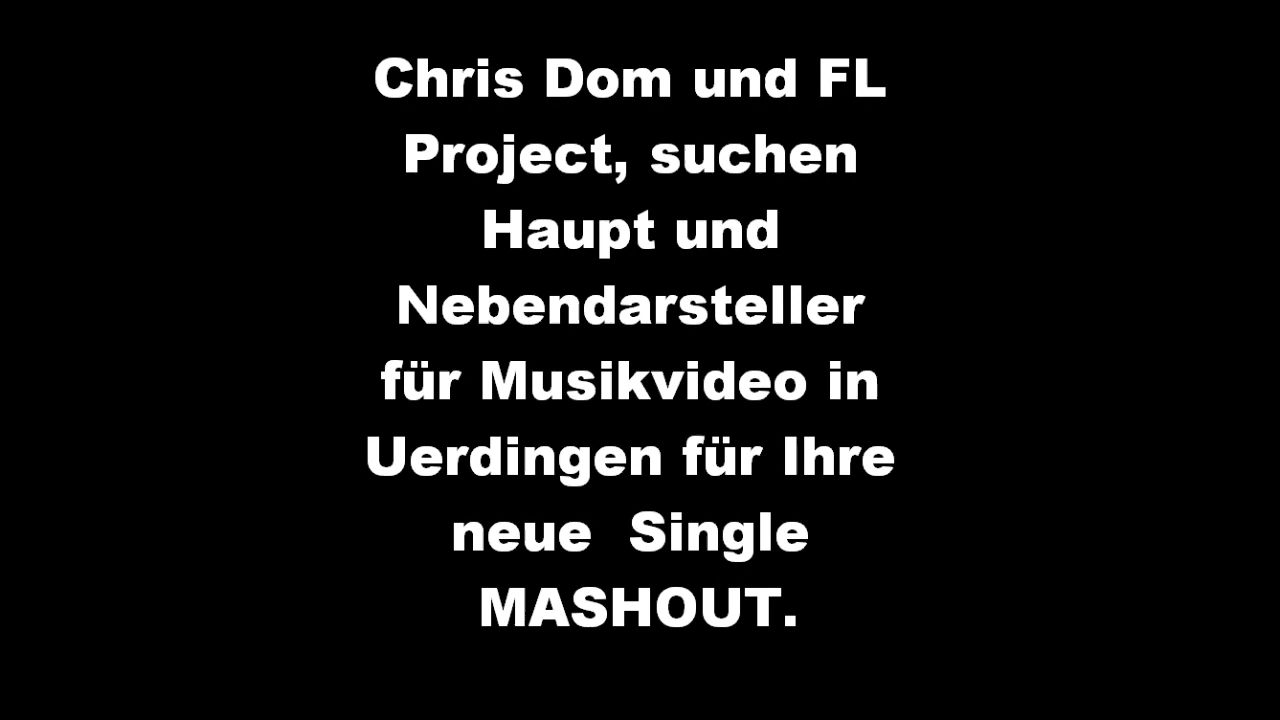 Chris Dom und FL
Project, suchen
Haupt und
Nebendarsteller
für Musikvideo in
Uerdingen für Ihre
neue  Single
MASHOUT.